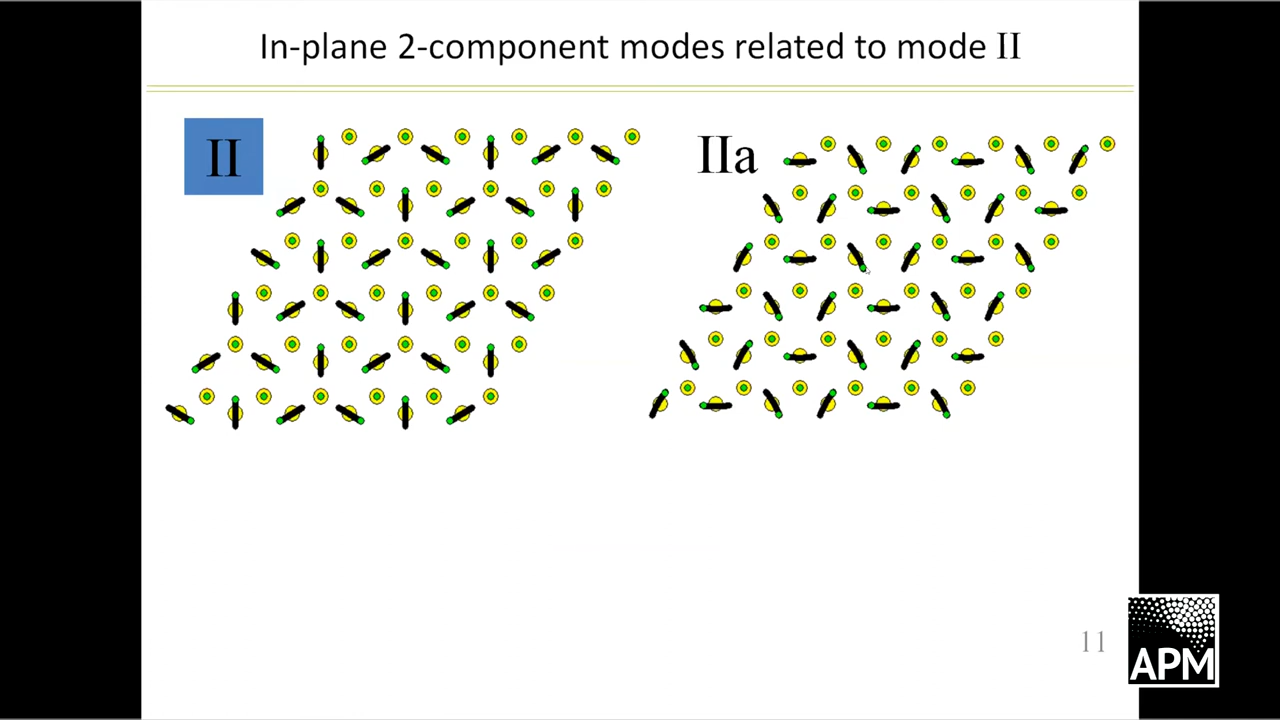 In-plane 2-component modes related to mode II
II
IIa
11
APM